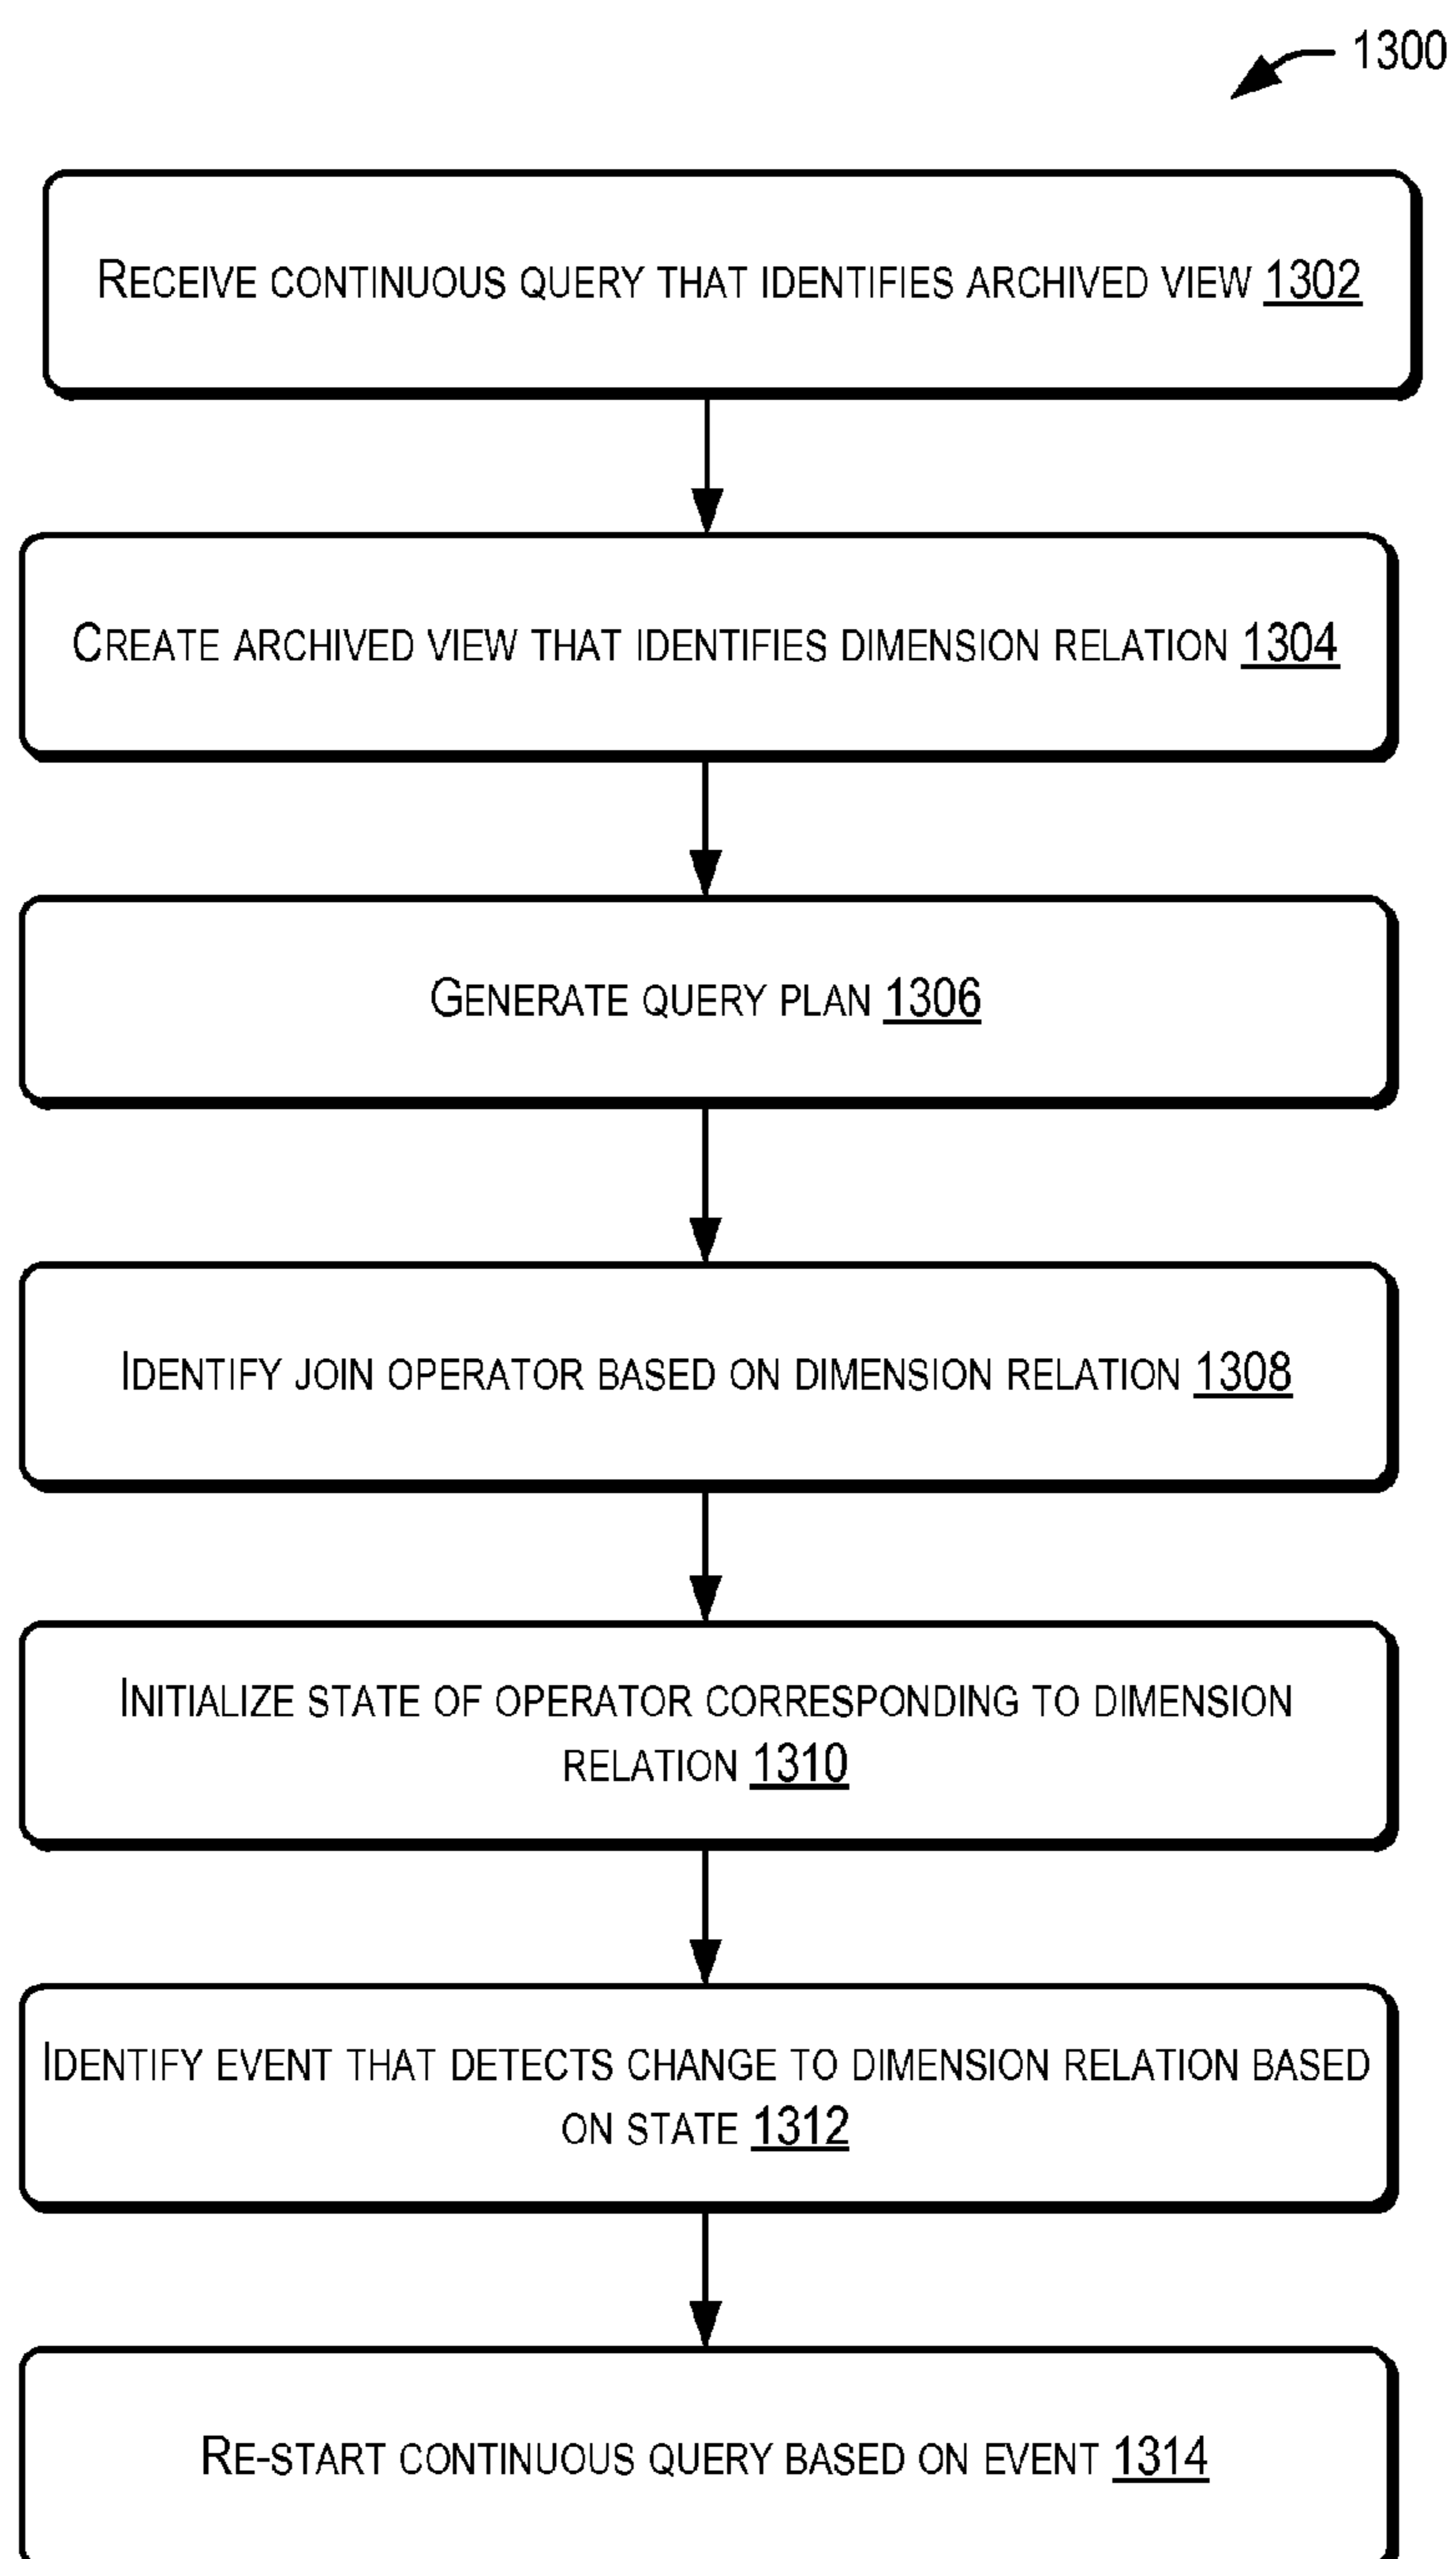 1300
RECEIVE CONTINUOUS QUERY THAT IDENTIFIES ARCHIVED VIEW 1302
CREATE ARCHIVED VIEW THAT IDENTIFIES DIMENSION RELATION 1304
GENERATE QUERY PLAN 1306
IDENTIFY JOIN OPERATOR BASED ON DIMENSION RELATION 1308
INITIALIZE STATE OF OPERATOR CORRESPONDING TO DIMENSION
RELATION 1310
IDENTIFY EVENT THAT DETECTS CHANGE TO DIMENSION RELATION BASED
ON STATE 1312
RE-START CONTINUOUS QUERY BASED ON EVENT 1314